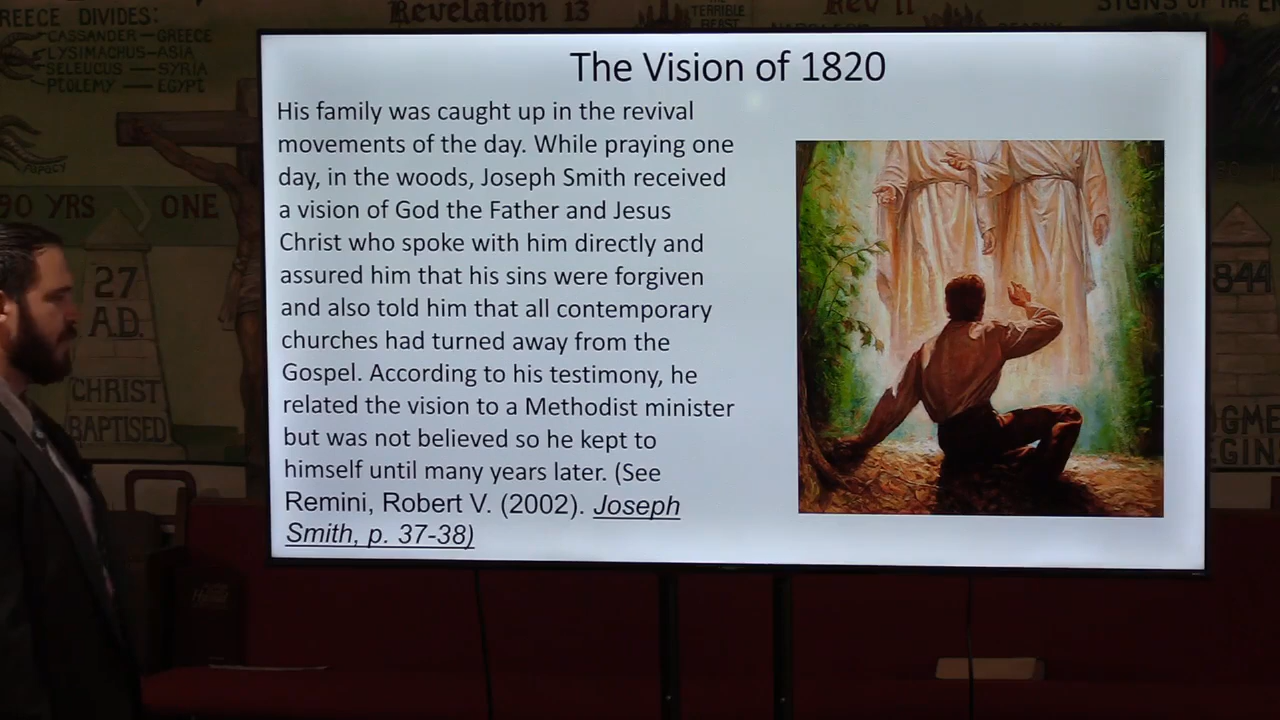 REECE DIVIDES:
CASSANDER—GREECE
LYSIMACHUS-ASIA
SELEUCUS — SYRIA
PTOLEMY — EGYPT
Revelation 13
TERRIBLE
BEAST
Rev 11
SIGNS OF THE
90 YRS
ONE
27
A.D.
CHRIST
BAPTISED
844
The Vision of 1820
His family was caught up in the revival
movements of the day. While praying one
day, in the woods, Joseph Smith received
a vision of God the Father and Jesus
Christ who spoke with him directly and
assured him that his sins were forgiven
and also told him that all contemporary
churches had turned away from the
Gospel. According to his testimony, he
related the vision to a Methodist minister
but was not believed so he kept to
himself until many years later. (See
Remini, Robert V. (2002). Joseph
Smith, p. 37-38)